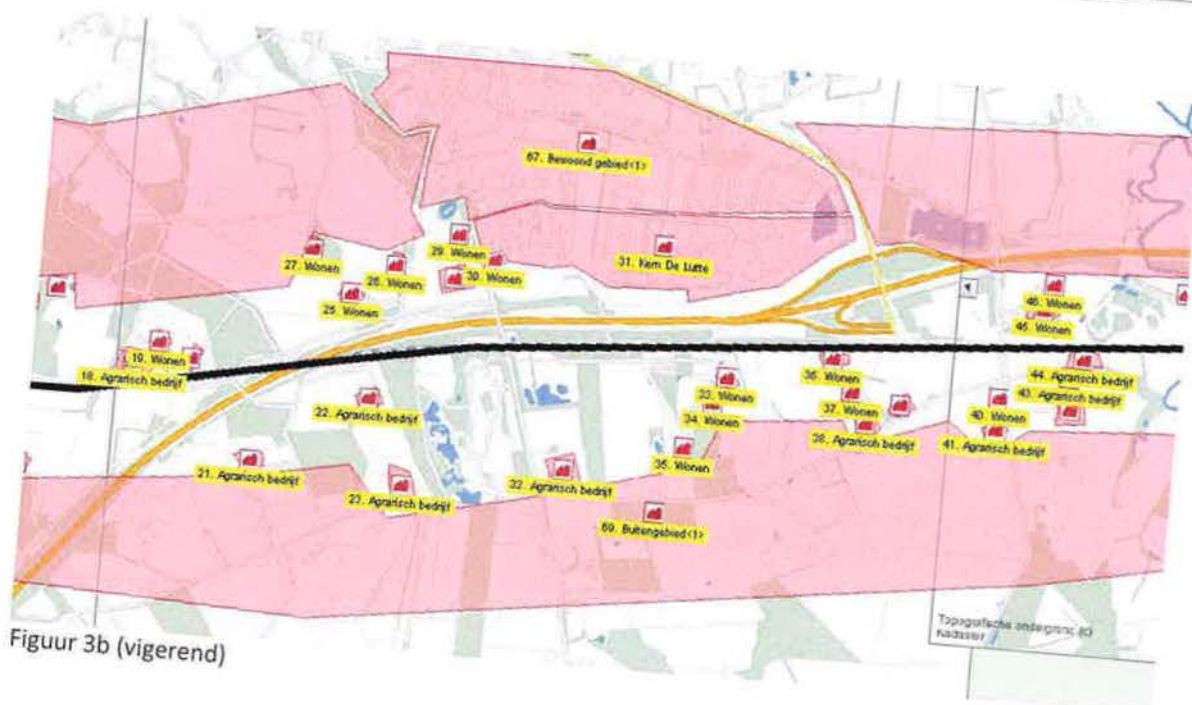 67. Bewoond gebied<1>
31. Kern De Lutte
29. Wonen
27. Wonen
30. Wonen
26. Wonen
25. Wonen
46. Wonen
45. Wonen
19. Wonen
18. Agrarisch bedrijf
22. Agrarisch bedrijf
33. Wonen
34. Wonen
36. Wonen
37. Wonen
38. Agrarisch bedrijf
44. Agrarisch bedrijf
43. Agrarisch bedrijf
40. Wonen
41. Agrarisch bedrijf
21. Agrarisch bedrijf
23. Agrarisch bedrijf
32. Agrarisch bedrijf
35. Wonen
69. Buitengebied<1>
Topografische ondergrond (c)
Kadaster
Figuur 3b (vigerend)